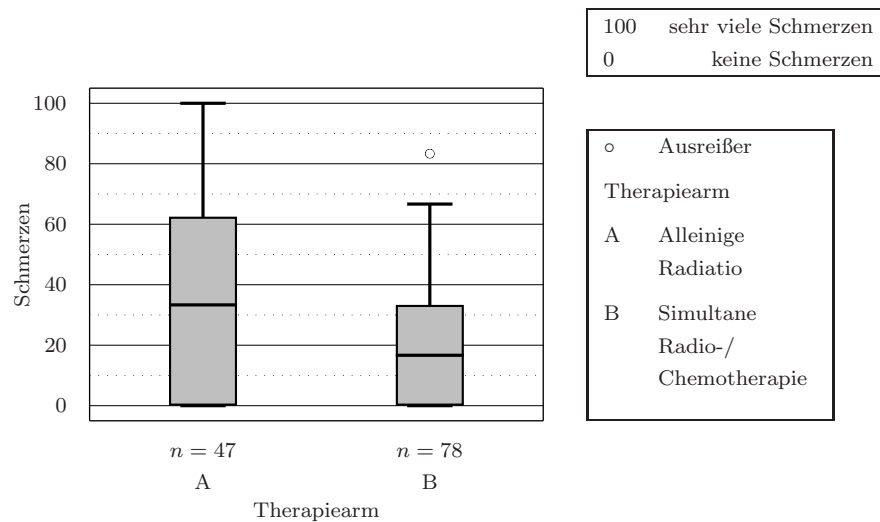 100 sehr viele Schmerzen
0 keine Schmerzen
Schmerzen
100
80
60
40
20
0
n = 47
n = 78
A
B
Therapiearm
○ Ausreißer
Therapiearm
A Alleinige
Radiatio
B Simultane
Radio-/
Chemotherapie